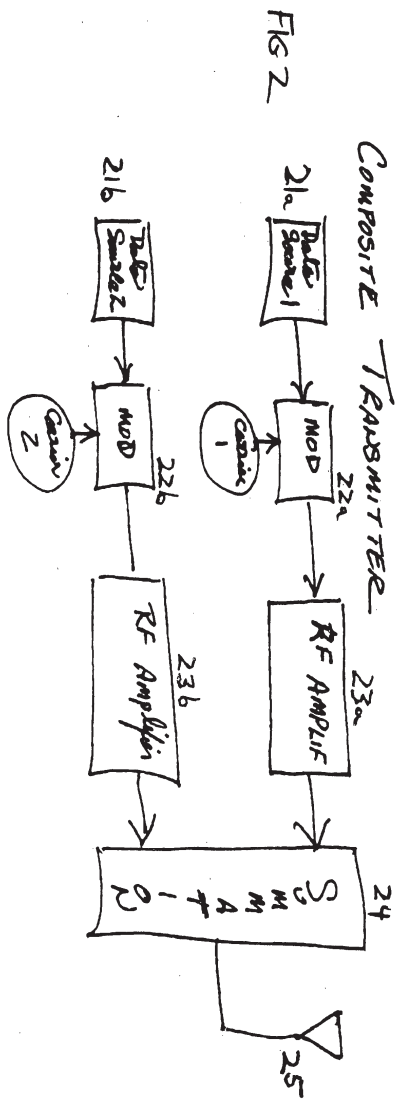 COMPOSITE TRANSMITTER
FIG 2
21a
Data
Source 1
MOD
22a
Carrier
1
RF AMPLIF
23a
21b
Data
Source 2
MOD
22b
Carrier
2
RF Amplifier
23b
SUMMATION
24
25